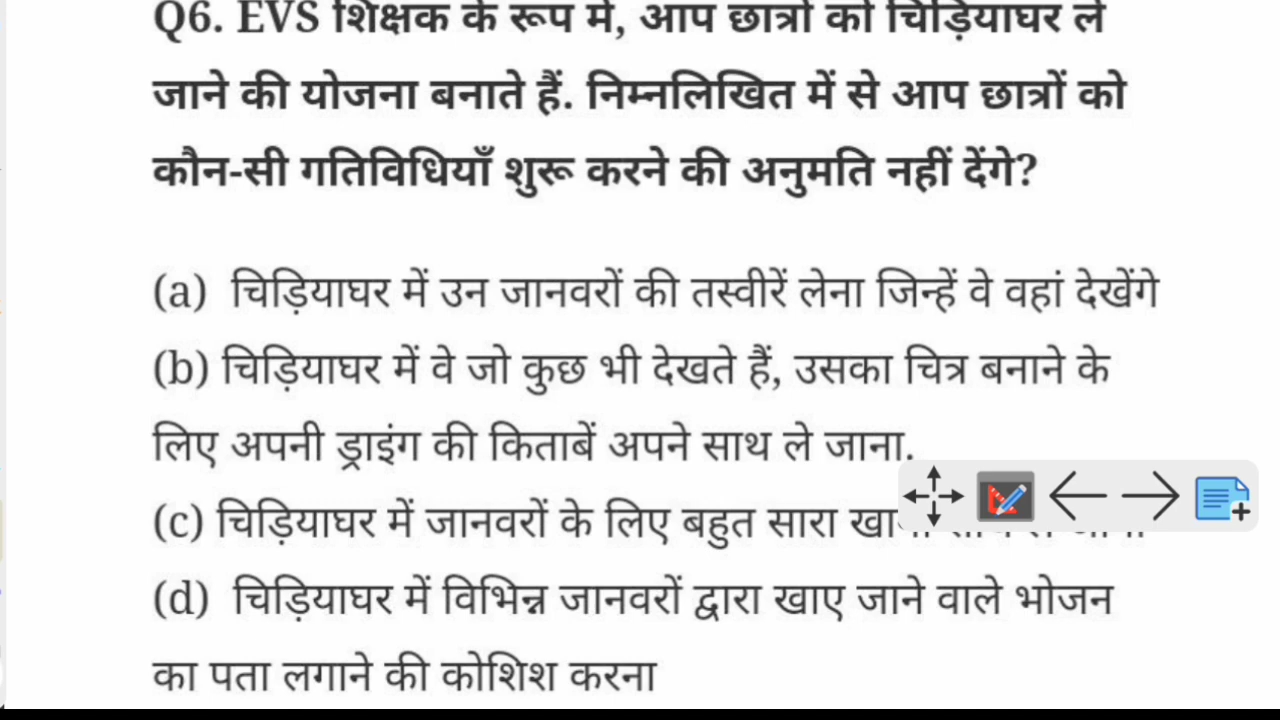 Q6. EVS शिक्षक के रूप में, आप छात्रों को चिड़ियाघर ले
जाने की योजना बनाते हैं. निम्नलिखित में से आप छात्रों को
कौन-सी गतिविधियाँ शुरू करने की अनुमति नहीं देंगे?
(a) चिड़ियाघर में उन जानवरों की तस्वीरें लेना जिन्हें वे वहां देखेंगे
(b) चिड़ियाघर में वे जो कुछ भी देखते हैं, उसका चित्र बनाने के
लिए अपनी ड्राइंग की किताबें अपने साथ ले जाना.
(c) चिड़ियाघर में जानवरों के लिए बहुत सारा
(d) चिड़ियाघर में विभिन्न जानवरों द्वारा खाए जाने वाले भोजन
का पता लगाने की कोशिश करना